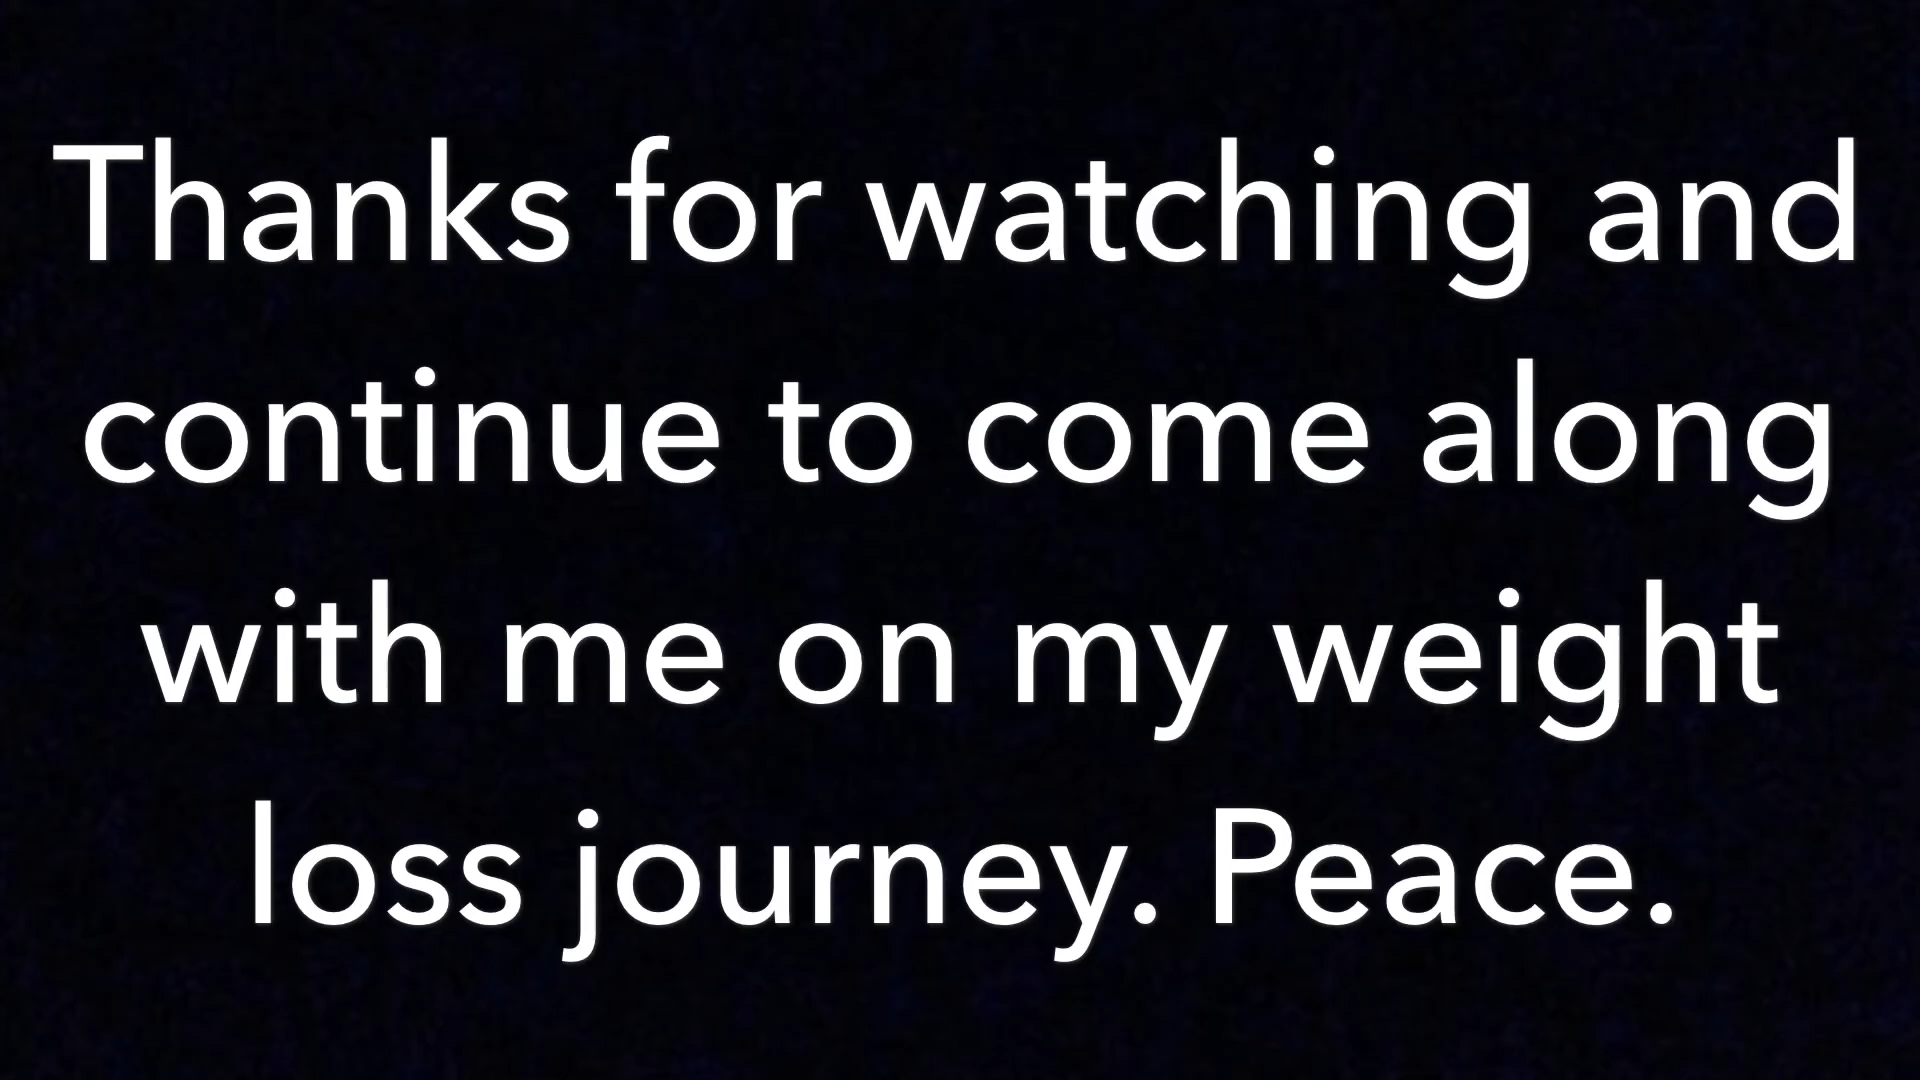 Thanks for watching and
continue to come along
with me on my weight
loss journey. Peace.